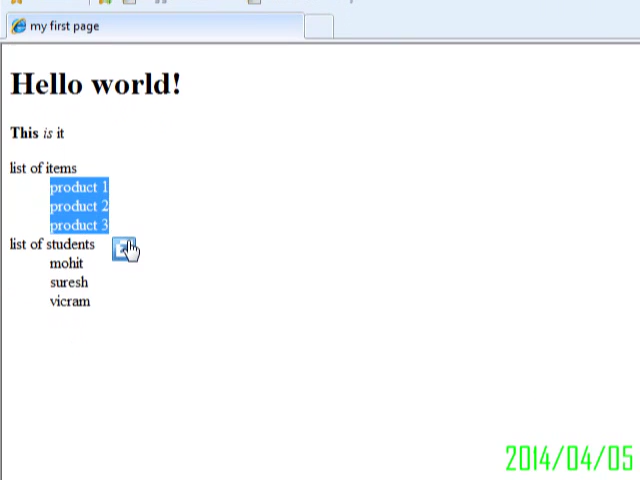 my first page
Hello world!
This is it
list of items
product 1
product 2
product 3
list of students
mohit
suresh
vicram
2014/04/05